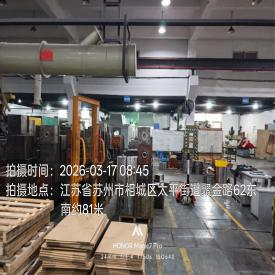 拍摄时间：2026-03-17 08:45
拍摄地点：江苏省苏州市相城区太平街道聚金路62东
南约81米
HONOR Magic7 Pro